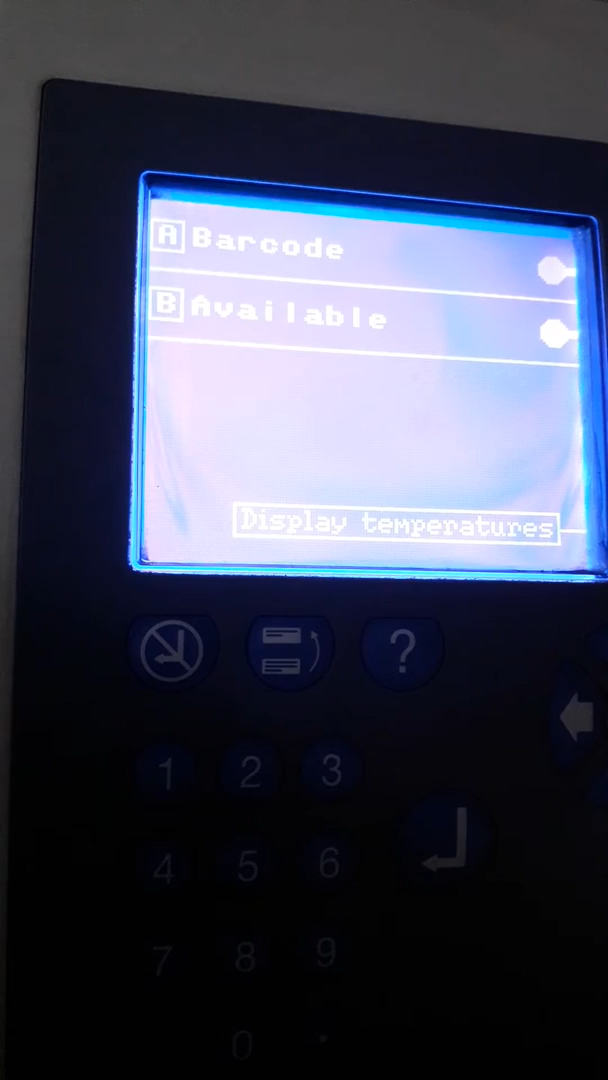 A Barcode
B Available
Display temperatures
?
1 2 3
4 5 6
7 8 9
0 .